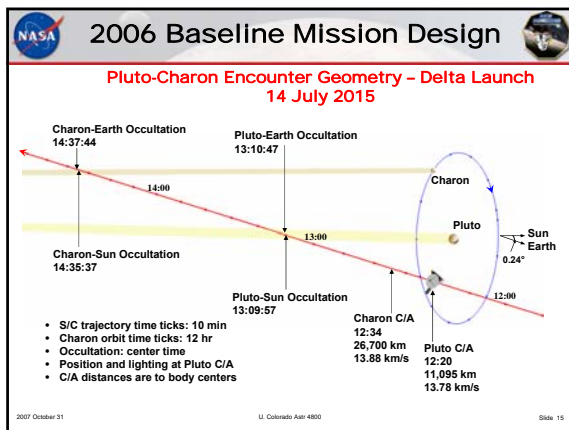 NASA
2006 Baseline Mission Design
Pluto-Charon Encounter Geometry – Delta Launch
14 July 2015
Charon-Earth Occultation
14:37:44
Pluto-Earth Occultation
13:10:47
Charon
14:00
Pluto
Sun
Earth
0.24°
13:00
Charon-Sun Occultation
14:35:37
12:00
Pluto-Sun Occultation
13:09:57
Charon C/A
12:34
26,700 km
13.88 km/s
Pluto C/A
12:20
11,095 km
13.78 km/s
• S/C trajectory time ticks: 10 min
• Charon orbit time ticks: 12 hr
• Occultation: center time
• Position and lighting at Pluto C/A
• C/A distances are to body centers
2007 October 31
U. Colorado Astr 4800
Slide 15